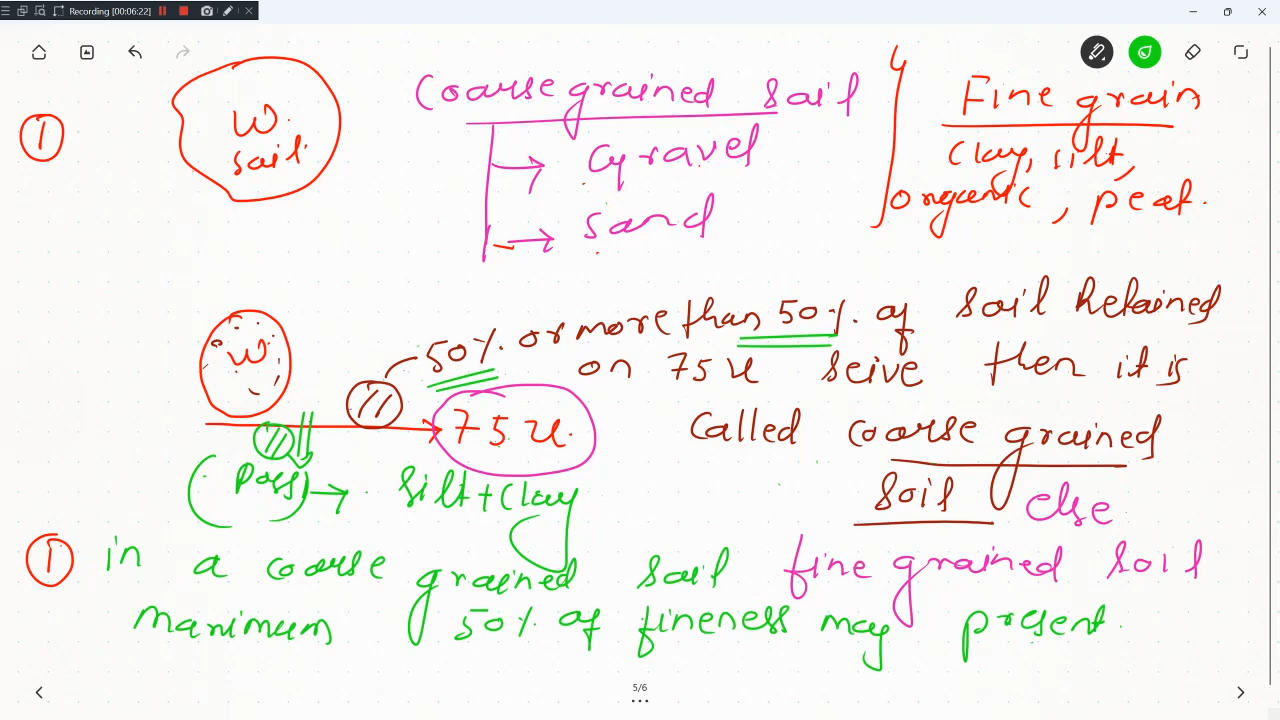 Recording [00:06:22]
Coarse grained soil
Fine grain
1
W
soil
Gravel
clay, silt,
organic, peat.
sand
50% or more than 50% of soil Retained
W
on 75 u seive then it is
75 u
called coarse grained
(Pass) → silt + clay
soil else
1 in a coarse grained soil fine grained soil
maximum 50% of fineness may present.
5/6